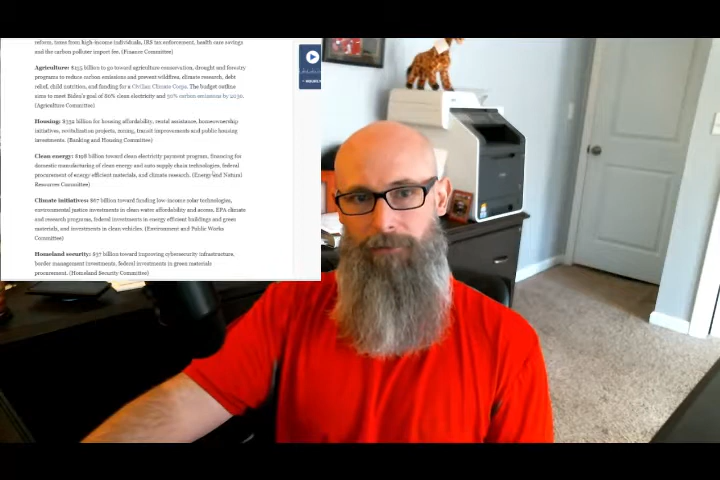 reform, taxes from high-income individuals, IRS tax enforcement, health care savings
and the carbon polluter import fee. (Finance Committee)
Agriculture: $135 billion to go toward agriculture conservation, drought and forestry
programs to reduce carbon emissions and prevent wildfires, climate research, debt
relief, child nutrition, and funding for a Civilian Climate Corps. The budget outline
aims to meet Biden's goal of 80% clean electricity and 50% carbon emissions by 2030.
(Agriculture Committee)
Housing: $332 billion for housing affordability, rental assistance, homeownership
initiatives, revitalization projects, zoning, transit improvements and public housing
investments. (Banking and Housing Committee)
Clean energy: $198 billion toward clean electricity payment program, financing for
domestic manufacturing of clean energy and auto supply chain technologies, federal
procurement of energy efficient materials, and climate research. (Energy and Natural
Resources Committee)
Climate initiatives: $67 billion toward funding low-income solar technologies,
environmental justice investments in clean water affordability and access, EPA climate
and research programs, federal investments in energy efficient buildings and green
materials, and investments in clean vehicles. (Environment and Public Works
Committee)
Homeland security: $37 billion toward improving cybersecurity infrastructure,
border management investments, federal investments in green materials
procurement. (Homeland Security Committee)